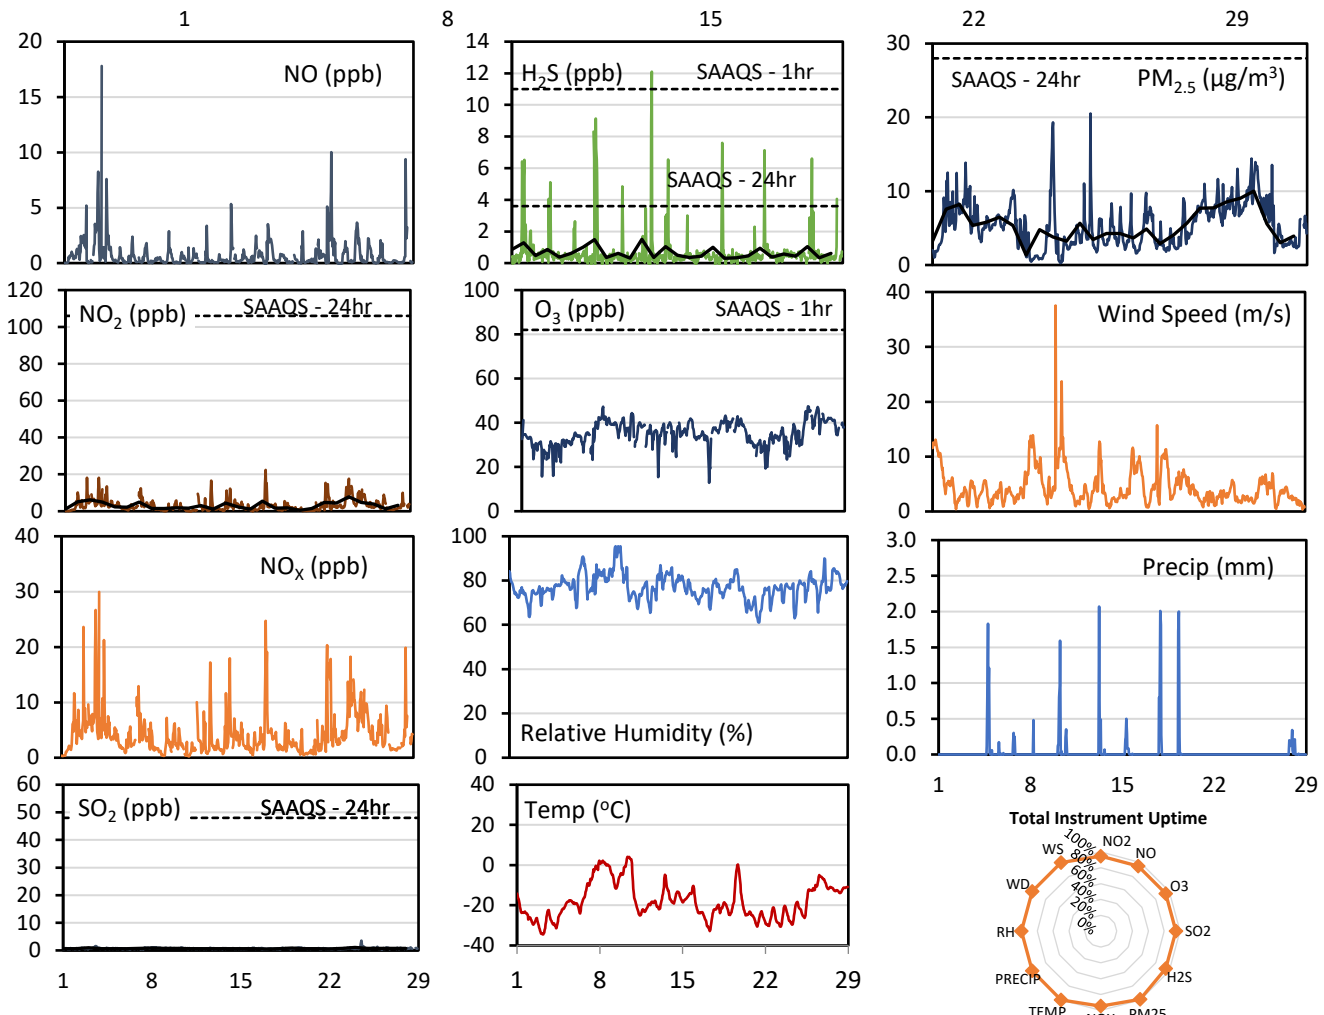 1 8 15 22 29
20
15
10
5
0
NO (ppb)
14
12
10
8
6
4
2
0
H₂S (ppb)
SAAQS - 1hr
SAAQS - 24hr
30
20
10
0
SAAQS - 24hr
PM₂.₅ (µg/m³)
120
100
80
60
40
20
0
NO₂ (ppb)
SAAQS - 24hr
100
80
60
40
20
0
O₃ (ppb)
SAAQS - 1hr
40
30
20
10
0
Wind Speed (m/s)
40
30
20
10
0
NOX (ppb)
100
80
60
40
20
0
Relative Humidity (%)
3.0
2.5
2.0
1.5
1.0
0.5
0.0
Precip (mm)
1 8 15 22 29
60
50
40
30
20
10
0
SO₂ (ppb)
SAAQS - 24hr
1 8 15 22 29
40
20
0
-20
-40
Temp (°C)
1 8 15 22 29
Total Instrument Uptime
100%
80%
60%
40%
20%
0%
NO2
NO
O3
SO2
H2S
PM25
TEMP
PRECIP
RH
WD
WS